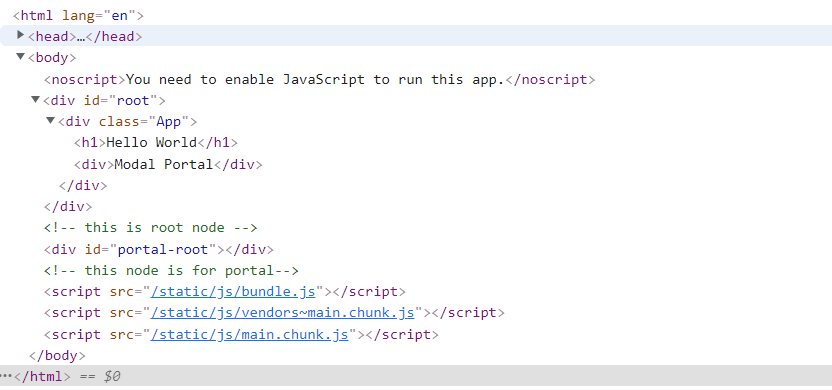 <html lang="en">
<head>…</head>
<body>
<noscript>You need to enable JavaScript to run this app.</noscript>
<div id="root">
<div class="App">
<h1>Hello World</h1>
<div>Modal Portal</div>
</div>
</div>
<!-- this is root node -->
<div id="portal-root"></div>
<!-- this node is for portal-->
<script src="/static/js/bundle.js"></script>
<script src="/static/js/vendors~main.chunk.js"></script>
<script src="/static/js/main.chunk.js"></script>
</body>
…</html> == $0